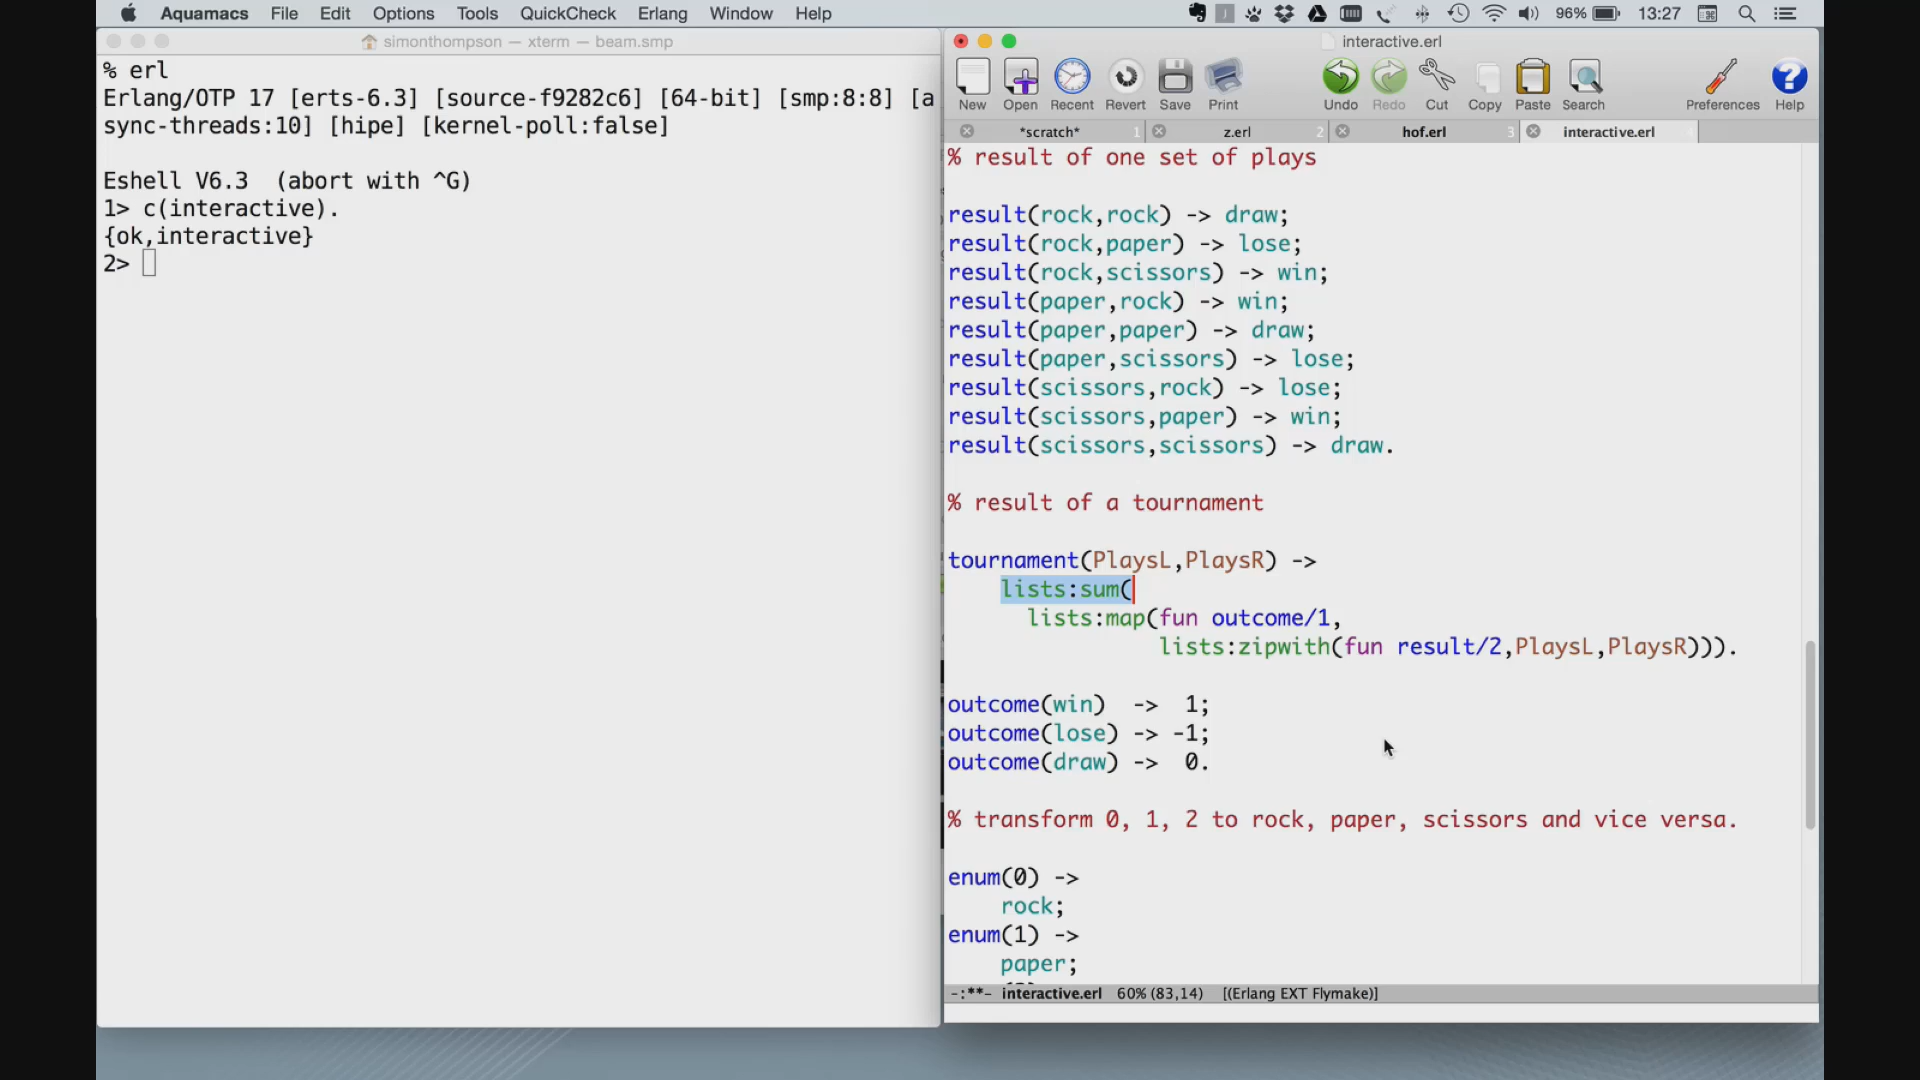 Aquamacs File Edit Options Tools QuickCheck Erlang Window Help 96% 13:27
simonthompson — xterm — beam.smp
% erl
Erlang/OTP 17 [erts-6.3] [source-f9282c6] [64-bit] [smp:8:8] [a
sync-threads:10] [hipe] [kernel-poll:false]
Eshell V6.3  (abort with ^G)
1> c(interactive).
{ok,interactive}
2>
interactive.erl
New Open Recent Revert Save Print Undo Redo Cut Copy Paste Search Preferences Help
*scratch* 1 z.erl 2 hof.erl 3 interactive.erl
% result of one set of plays
result(rock,rock) -> draw;
result(rock,paper) -> lose;
result(rock,scissors) -> win;
result(paper,rock) -> win;
result(paper,paper) -> draw;
result(paper,scissors) -> lose;
result(scissors,rock) -> lose;
result(scissors,paper) -> win;
result(scissors,scissors) -> draw.
% result of a tournament
tournament(PlaysL,PlaysR) ->
lists:sum(
lists:map(fun outcome/1,
lists:zipwith(fun result/2,PlaysL,PlaysR))).
outcome(win)  ->  1;
outcome(lose) -> -1;
outcome(draw) ->  0.
% transform 0, 1, 2 to rock, paper, scissors and vice versa.
enum(0) ->
rock;
enum(1) ->
paper;
-:**- interactive.erl 60% (83,14) [(Erlang EXT Flymake)]